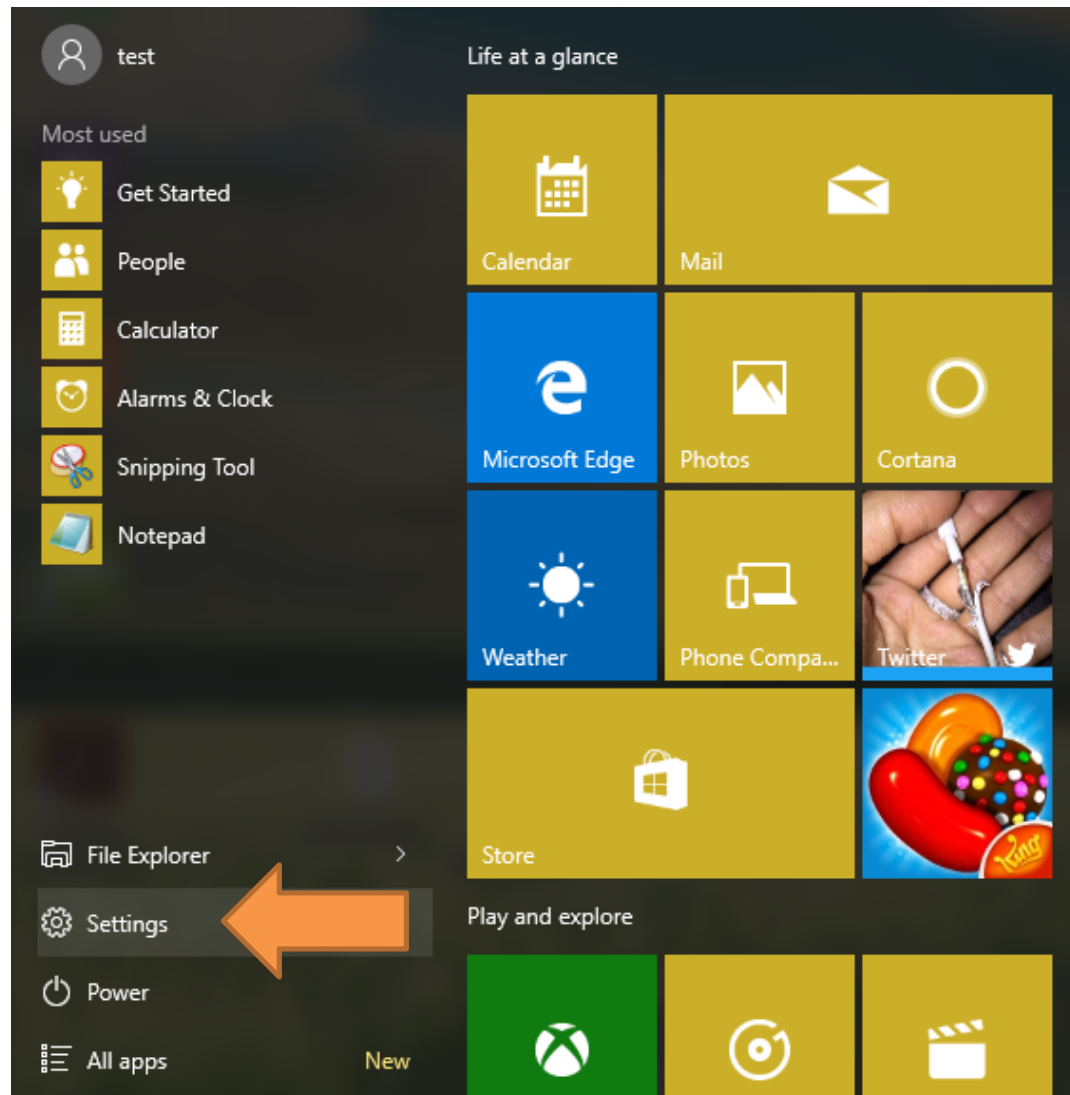 test
Most used
Get Started
People
Calculator
Alarms & Clock
Snipping Tool
Notepad
File Explorer
Settings
Power
All apps New
Life at a glance
Calendar
Mail
Microsoft Edge
Photos
Cortana
Weather
Phone Compa...
Twitter
Store
King
Play and explore